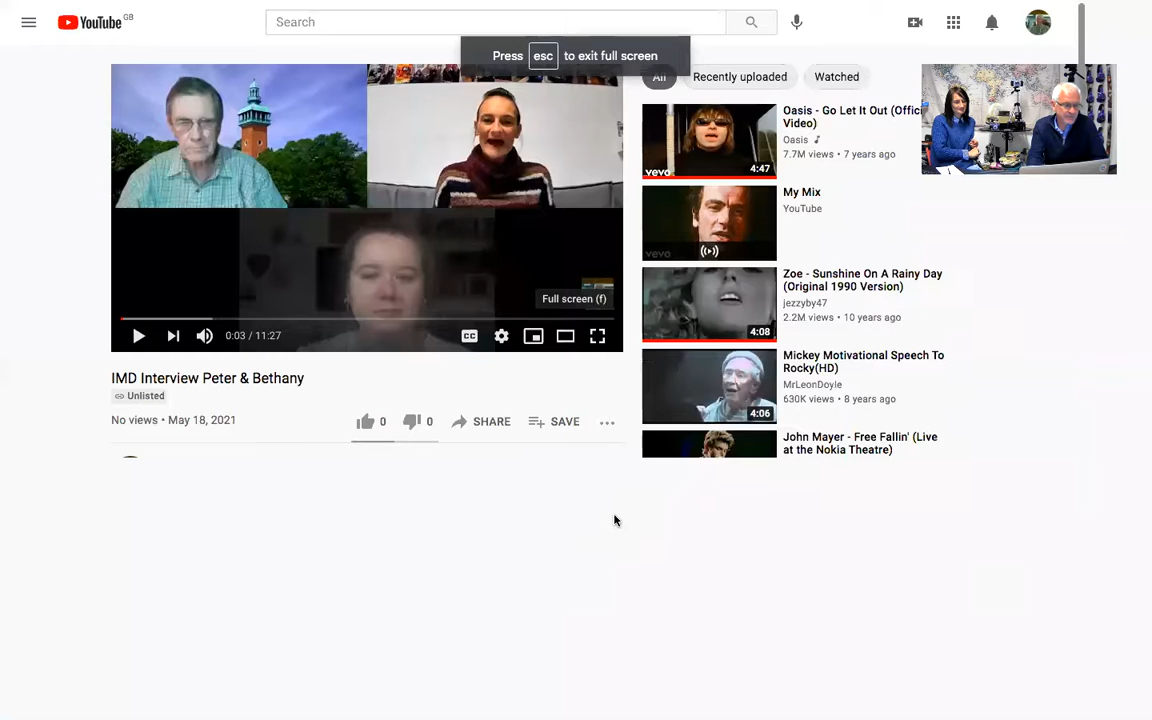 YouTube GB
Search
Press esc to exit full screen
All
Recently uploaded
Watched
Full screen (f)
0:03 / 11:27
CC
IMD Interview Peter & Bethany
Unlisted
No views • May 18, 2021
0
0
SHARE
SAVE
vevo
4:47
Oasis - Go Let It Out (Offic
Video)
Oasis
7.7M views • 7 years ago
vevo
My Mix
YouTube
4:08
Zoe - Sunshine On A Rainy Day
(Original 1990 Version)
jezzyby47
2.2M views • 10 years ago
4:06
Mickey Motivational Speech To
Rocky(HD)
MrLeonDoyle
630K views • 8 years ago
John Mayer - Free Fallin' (Live
at the Nokia Theatre)